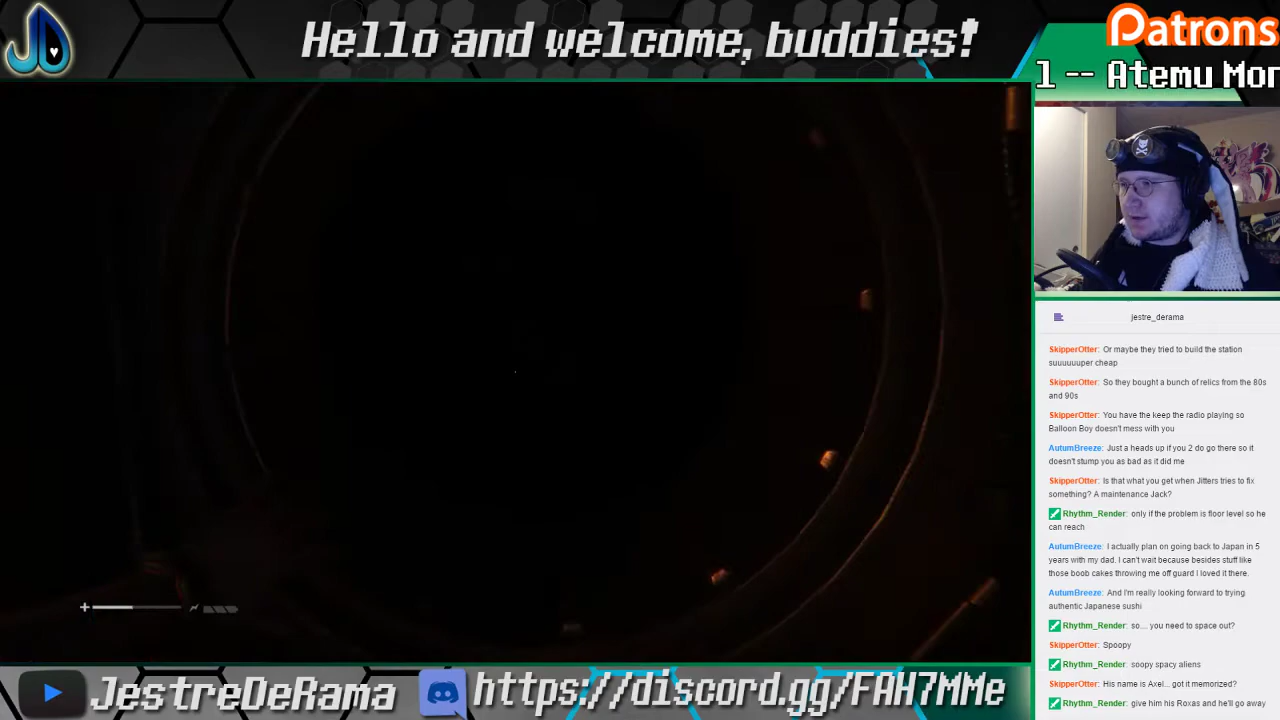 Hello and welcome, buddies!
Patrons
1 -- Atemu Mor
jestre_derama
SkipperOtter: Or maybe they tried to build the station
suuuuuuper cheap
SkipperOtter: So they bought a bunch of relics from the 80s
and 90s
SkipperOtter: You have the keep the radio playing so
Balloon Boy doesn't mess with you
AutumBreeze: Just a heads up if you 2 do go there so it
doesn't stump you as bad as it did me
SkipperOtter: Is that what you get when Jitters tries to fix
something? A maintenance Jack?
Rhythm_Render: only if the problem is floor level so he
can reach
AutumBreeze: I actually plan on going back to Japan in 5
years with my dad. I can't wait because besides stuff like
those boob cakes throwing me off guard I loved it there.
AutumBreeze: And I'm really looking forward to trying
authentic Japanese sushi
Rhythm_Render: so.... you need to space out?
SkipperOtter: Spoopy
Rhythm_Render: soopy spacy aliens
SkipperOtter: His name is Axel... got it memorized?
Rhythm_Render: give him his Roxas and he'll go away
JestreDeRama
https://discord.gg/FAH7MMe